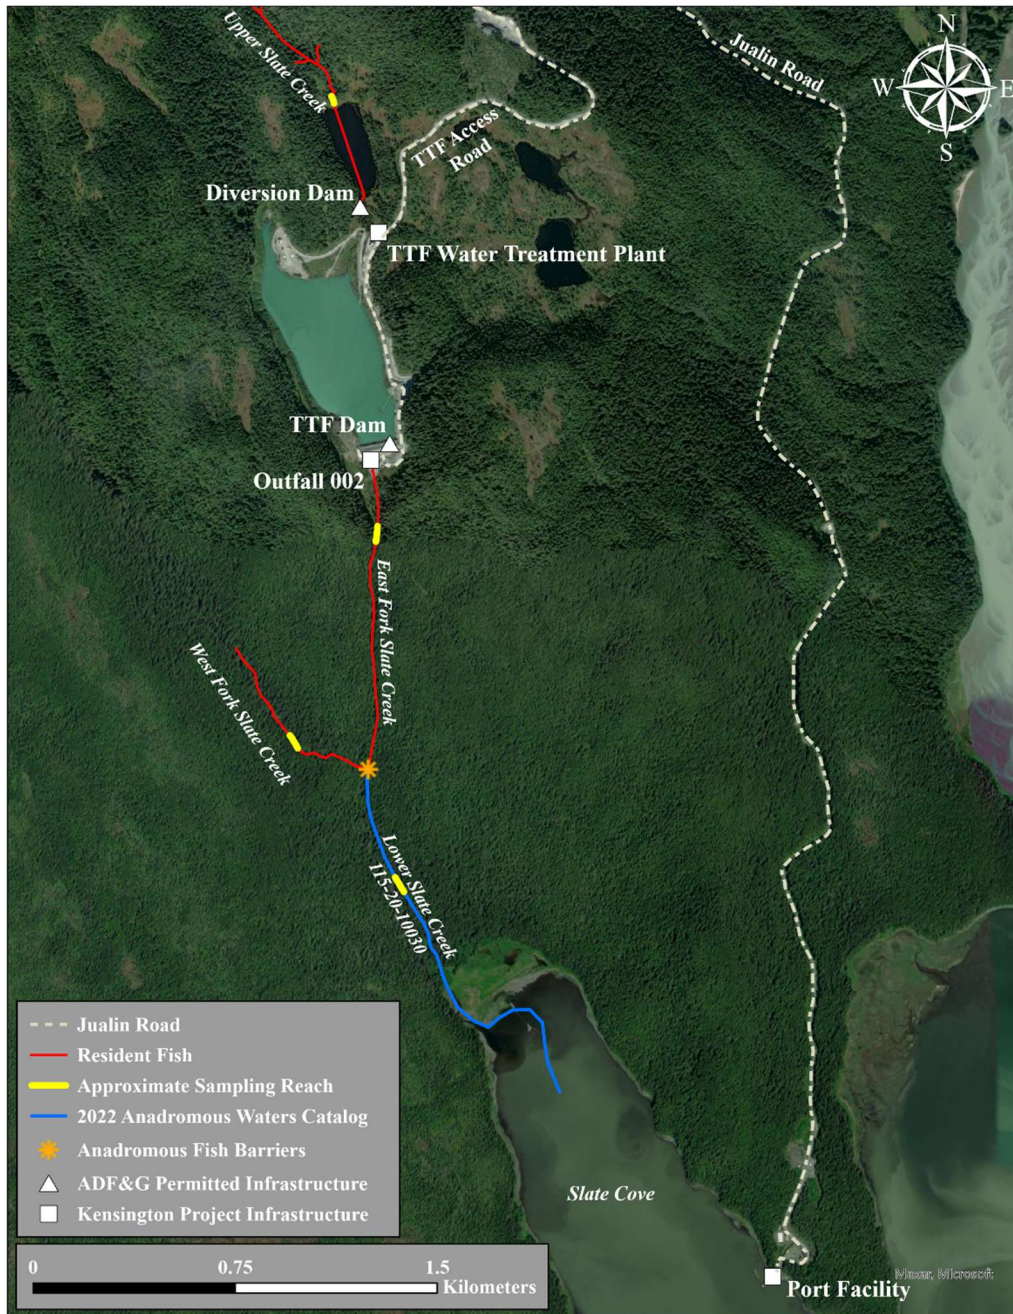 Upper Slate Creek
Jualin Road
N
W
E
S
TTF Access
Road
Diversion Dam
TTF Water Treatment Plant
TTF Dam
Outfall 002
East Fork Slate Creek
West Fork Slate Creek
Lower Slate Creek
115-20-10030
Jualin Road
Resident Fish
Approximate Sampling Reach
2022 Anadromous Waters Catalog
Anadromous Fish Barriers
ADF&G Permitted Infrastructure
Kensington Project Infrastructure
Slate Cove
0 0.75 1.5
Kilometers
Port Facility
Maxar, Microsoft